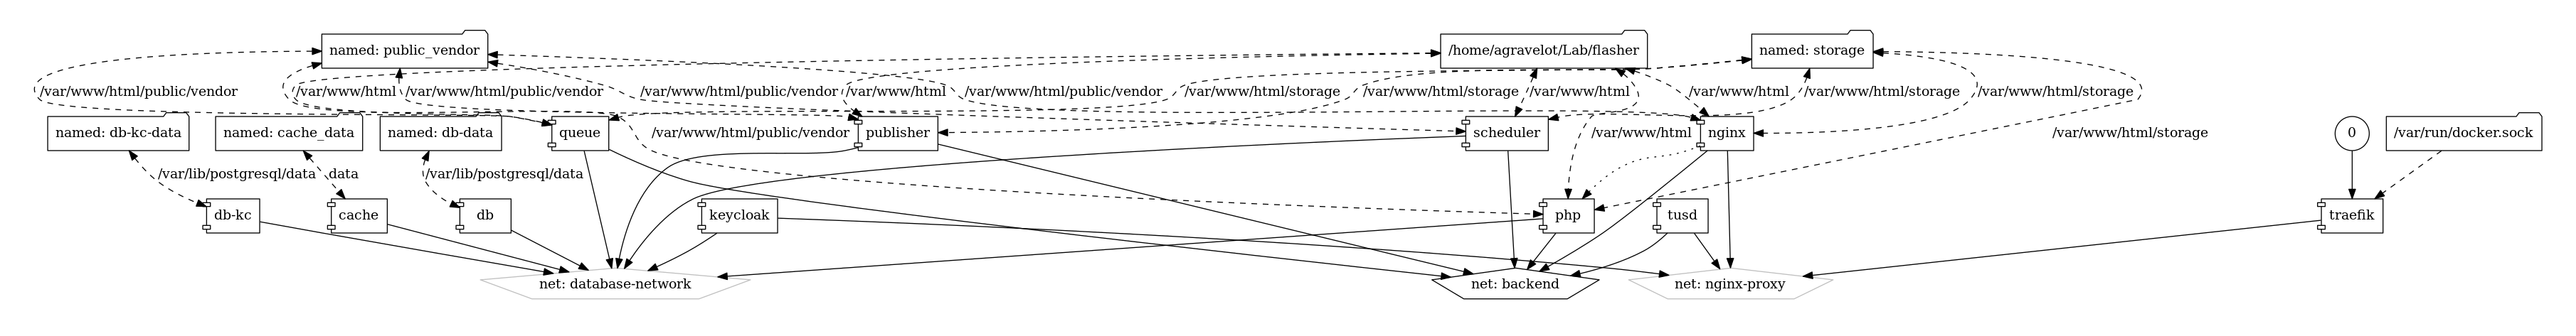 named: public_vendor
/home/agravelot/Lab/flasher
named: storage
/var/www/html/public/vendor
/var/www/html
/var/www/html/public/vendor
/var/www/html/public/vendor
/var/www/html
/var/www/html/public/vendor
/var/www/html/storage
/var/www/html/storage
/var/www/html
/var/www/html
/var/www/html/storage
/var/www/html/storage
named: db-kc-data
named: cache_data
named: db-data
queue
/var/www/html/public/vendor
publisher
scheduler
/var/www/html
nginx
/var/www/html/storage
0
/var/run/docker.sock
/var/lib/postgresql/data
data
/var/lib/postgresql/data
db-kc
cache
db
keycloak
php
tusd
traefik
net: database-network
net: backend
net: nginx-proxy